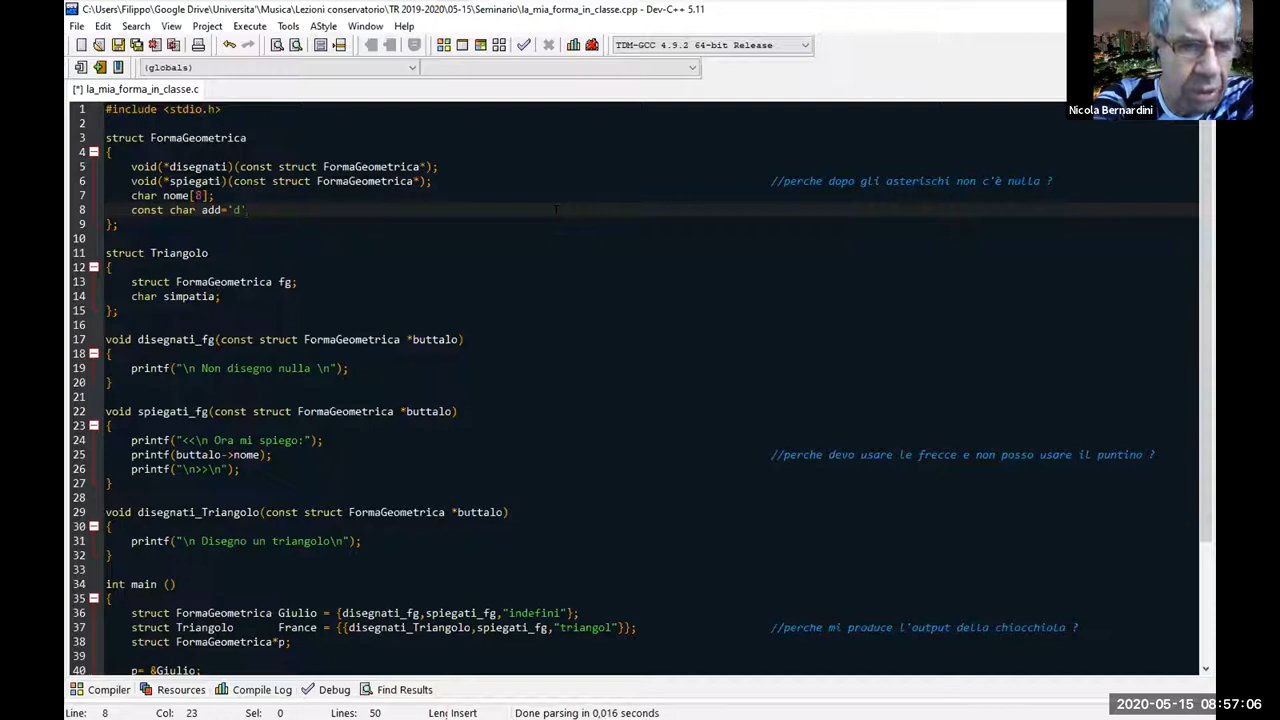 C:\Users\Filippo\Google Drive\Universita'\Musica\Lezioni conservatorio\TR 2019-2020\05-15\Seminario\la_mia_forma_in_classe.cpp - Dev-C++ 5.11
File Edit Search View Project Execute Tools AStyle Window Help
TDM-GCC 4.9.2 64-bit Release
(globals)
Nicola Bernardini
[*] la_mia_forma_in_classe.c
1 #include <stdio.h>
2
3 struct FormaGeometrica
4 {
5 void(*disegnati)(const struct FormaGeometrica*);
6 void(*spiegati)(const struct FormaGeometrica*); //perche dopo gli asterischi non c'è nulla ?
7 char nome[8];
8 const char add='d'
9 };
10
11 struct Triangolo
12 {
13 struct FormaGeometrica fg;
14 char simpatia;
15 };
16
17 void disegnati_fg(const struct FormaGeometrica *buttalo)
18 {
19 printf("\n Non disegno nulla \n");
20 }
21
22 void spiegati_fg(const struct FormaGeometrica *buttalo)
23 {
24 printf("<<\n Ora mi spiego:");
25 printf(buttalo->nome); //perche devo usare le frecce e non posso usare il puntino ?
26 printf("\n>>\n");
27 }
28
29 void disegnati_Triangolo(const struct FormaGeometrica *buttalo)
30 {
31 printf("\n Disegno un triangolo\n");
32 }
33
34 int main ()
35 {
36 struct FormaGeometrica Giulio = {disegnati_fg,spiegati_fg,"indefini"};
37 struct Triangolo France = {{disegnati_Triangolo,spiegati_fg,"triangol"}}; //perche mi produce l'output della chiocchiola ?
38 struct FormaGeometrica*p;
39
40 p= &Giulio;
Compiler Resources Compile Log Debug Find Results
2020-05-15 08:57:06
Line: 8 Col: 23 Sel: 0 Lines: 50 Insert Done parsing in 0,016 seconds